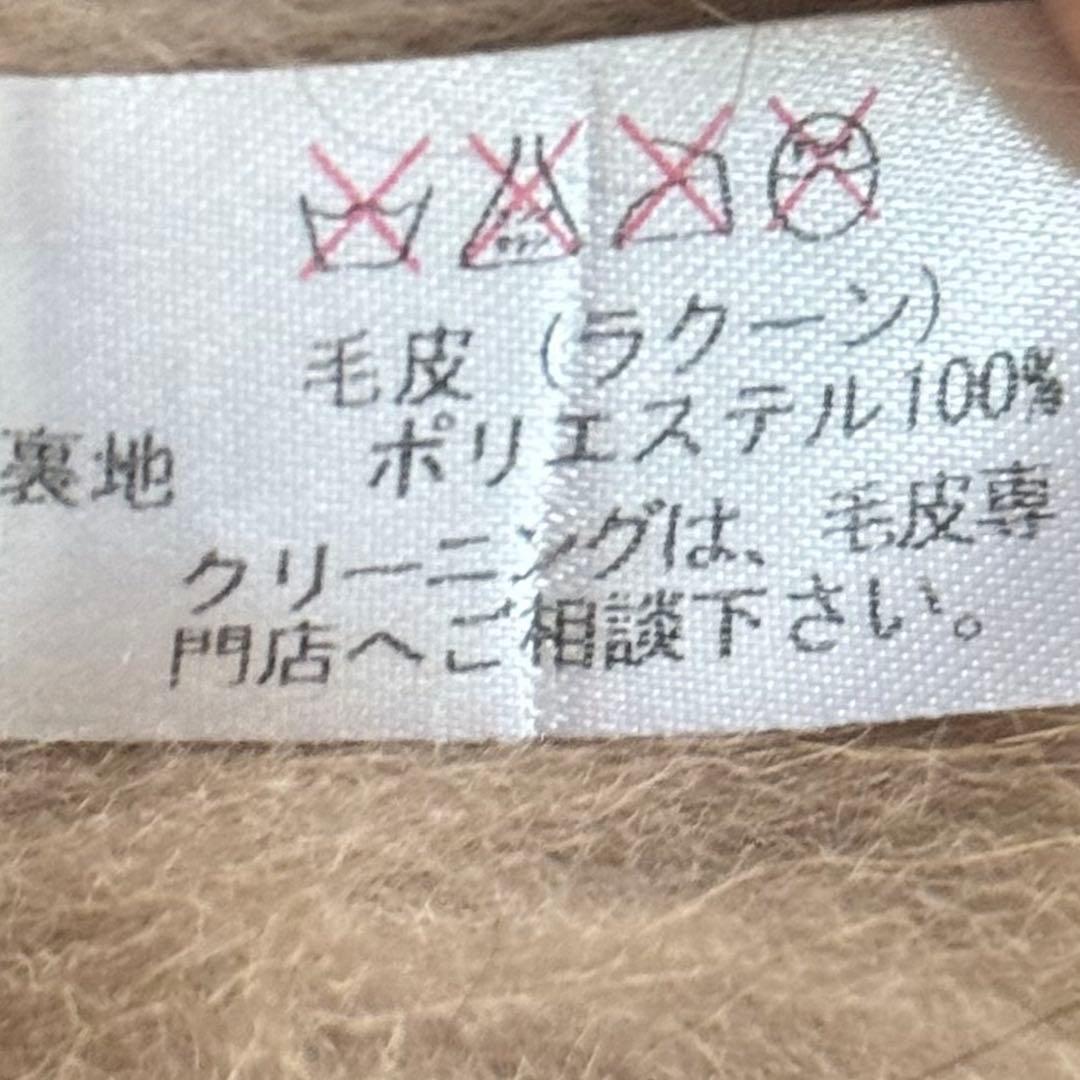 毛皮（ラクーン）
裏地 ポリエステル100%
クリーニングは、毛皮専
門店へご相談下さい。